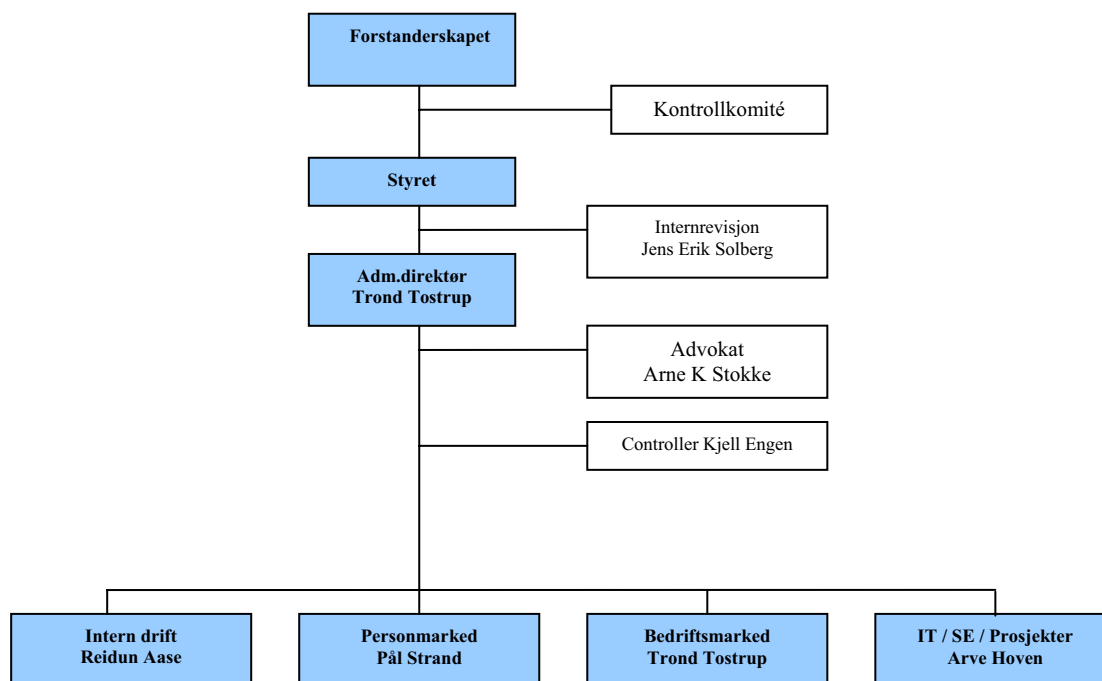 Forstanderskapet
Kontrollkomité
Styret
Internrevisjon
Jens Erik Solberg
Adm.direktør
Trond Tostrup
Advokat
Arne K Stokke
Controller Kjell Engen
Intern drift
Reidun Aase
Personmarked
Pål Strand
Bedriftsmarked
Trond Tostrup
IT / SE / Prosjekter
Arve Hoven